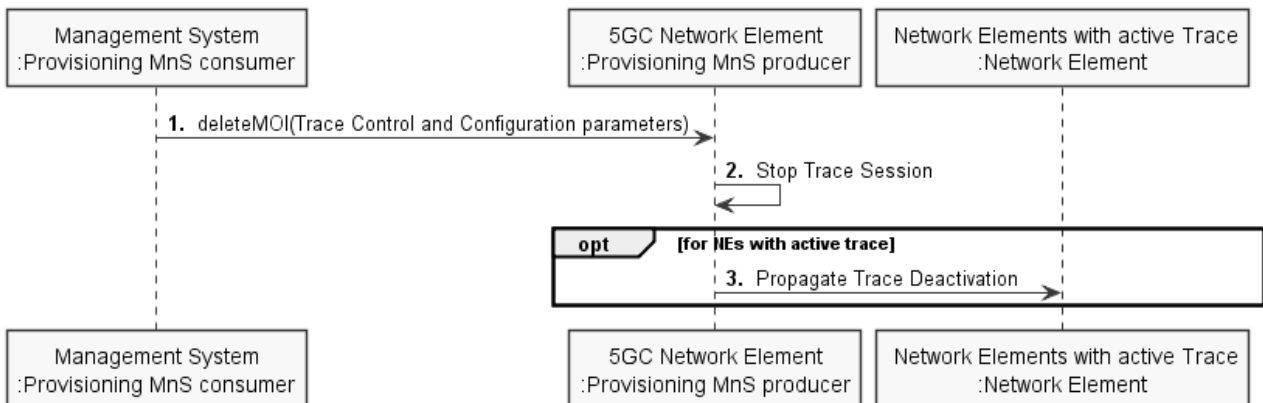 Management System
:Provisioning MnS consumer
5GC Network Element
:Provisioning MnS producer
Network Elements with active Trace
:Network Element
1. deleteMOI(Trace Control and Configuration parameters)
2. Stop Trace Session
opt [for NEs with active trace]
3. Propagate Trace Deactivation
Management System
:Provisioning MnS consumer
5GC Network Element
:Provisioning MnS producer
Network Elements with active Trace
:Network Element